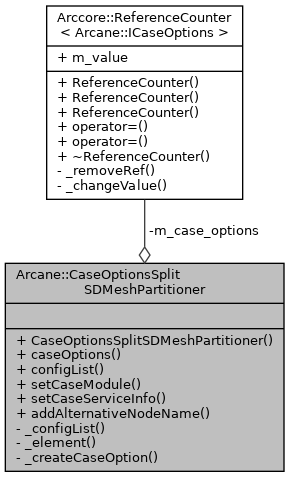 Arccore::ReferenceCounter
< Arcane::ICaseOptions >
+ m_value
+ ReferenceCounter()
+ ReferenceCounter()
+ ReferenceCounter()
+ operator=()
+ operator=()
+ ~ReferenceCounter()
- _removeRef()
- _changeValue()
-m_case_options
Arcane::CaseOptionsSplit
SDMeshPartitioner
+ CaseOptionsSplitSDMeshPartitioner()
+ caseOptions()
+ configList()
+ setCaseModule()
+ setCaseServiceInfo()
+ addAlternativeNodeName()
- _configList()
- _element()
- _createCaseOption()